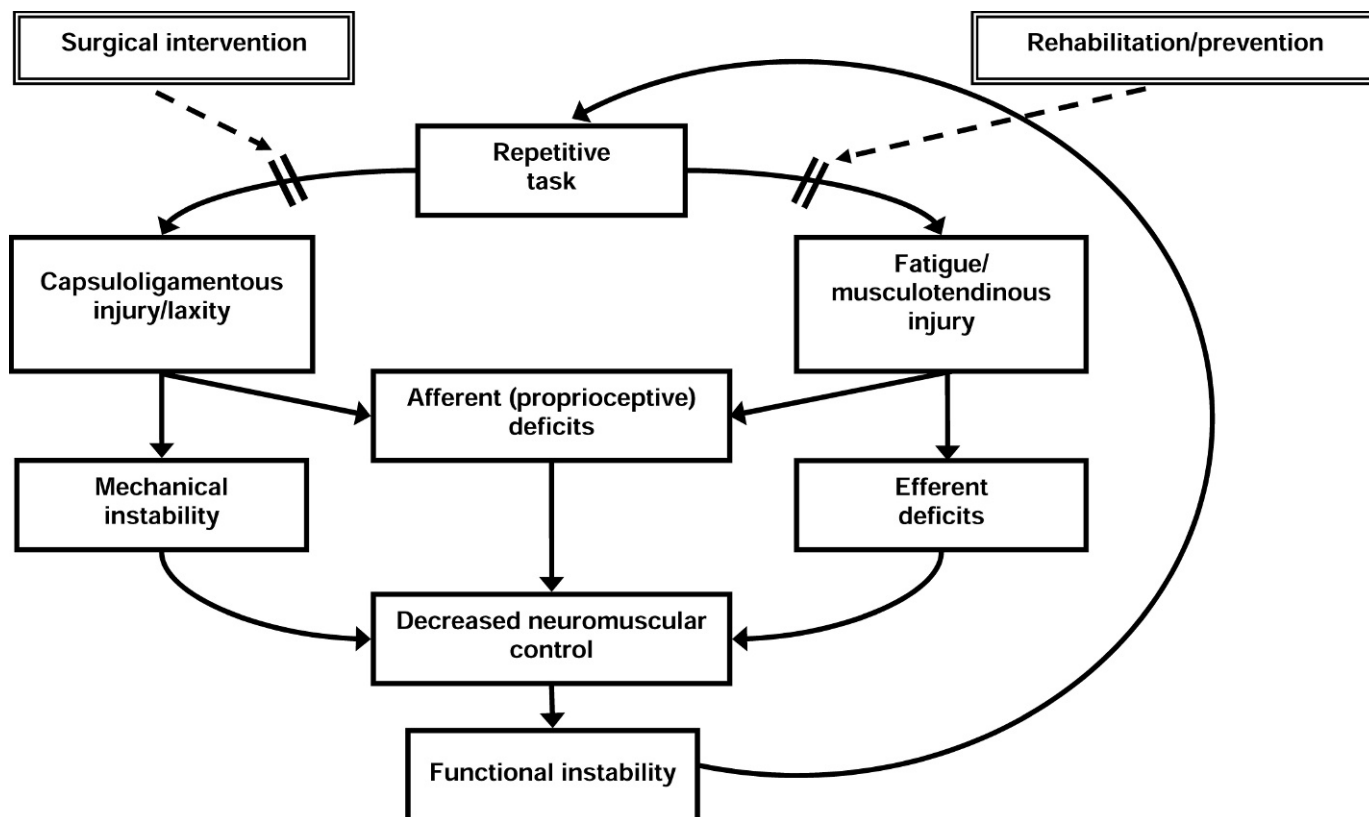 Surgical intervention
Rehabilitation/prevention
Repetitive
task
Capsuloligamentous
injury/laxity
Fatigue/
musculotendinous
injury
Afferent (proprioceptive)
deficits
Mechanical
instability
Efferent
deficits
Decreased neuromuscular
control
Functional instability